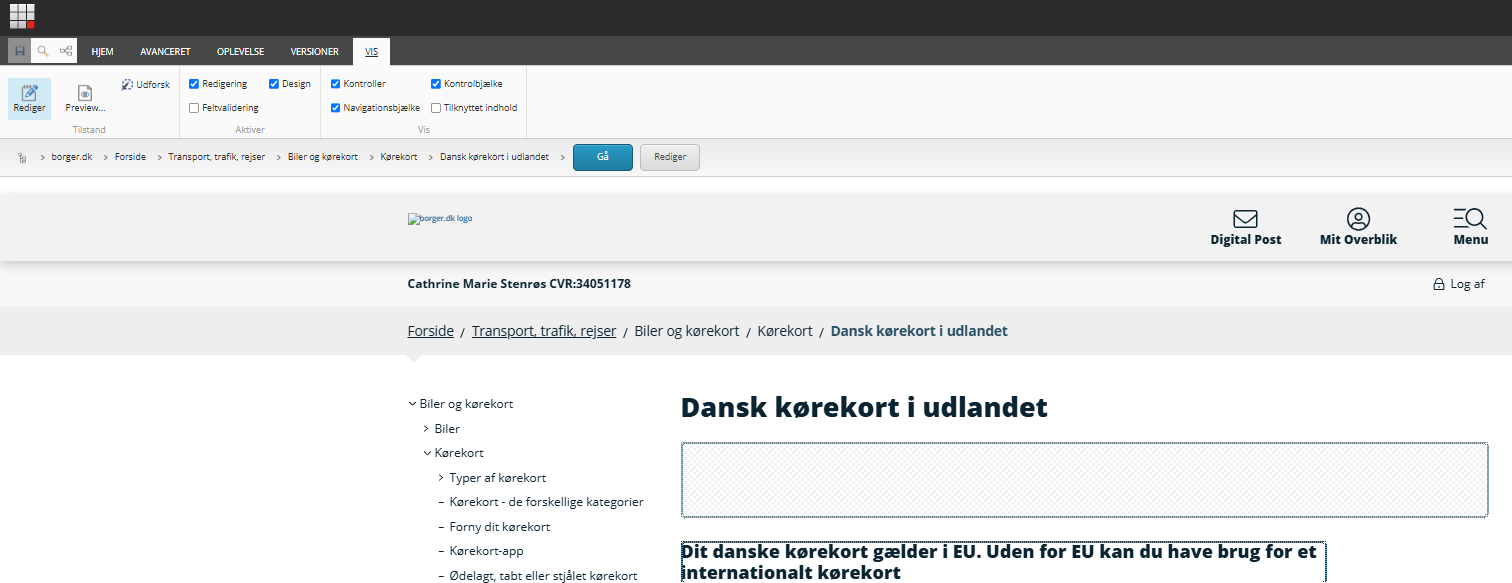 HJEM AVANCERET OPLEVELSE VERSIONER VIS
Rediger Preview... Udforsk
Tilstand
Redigering Design
Feltvalidering
Aktiver
Kontroller Kontrolbjælke
Navigationsbjælke Tilknyttet indhold
Vis
borger.dk Forside Transport, trafik, rejser Biler og kørekort Kørekort Dansk kørekort i udlandet Gå Rediger
borger.dk logo
Digital Post Mit Overblik Menu
Cathrine Marie Stenrøs CVR:34051178 Log af
Forside / Transport, trafik, rejser / Biler og kørekort / Kørekort / Dansk kørekort i udlandet
Biler og kørekort
Biler
Kørekort
Typer af kørekort
– Kørekort - de forskellige kategorier
– Forny dit kørekort
– Kørekort-app
– Ødelagt, tabt eller stjålet kørekort
Dansk kørekort i udlandet
Dit danske kørekort gælder i EU. Uden for EU kan du have brug for et
internationalt kørekort